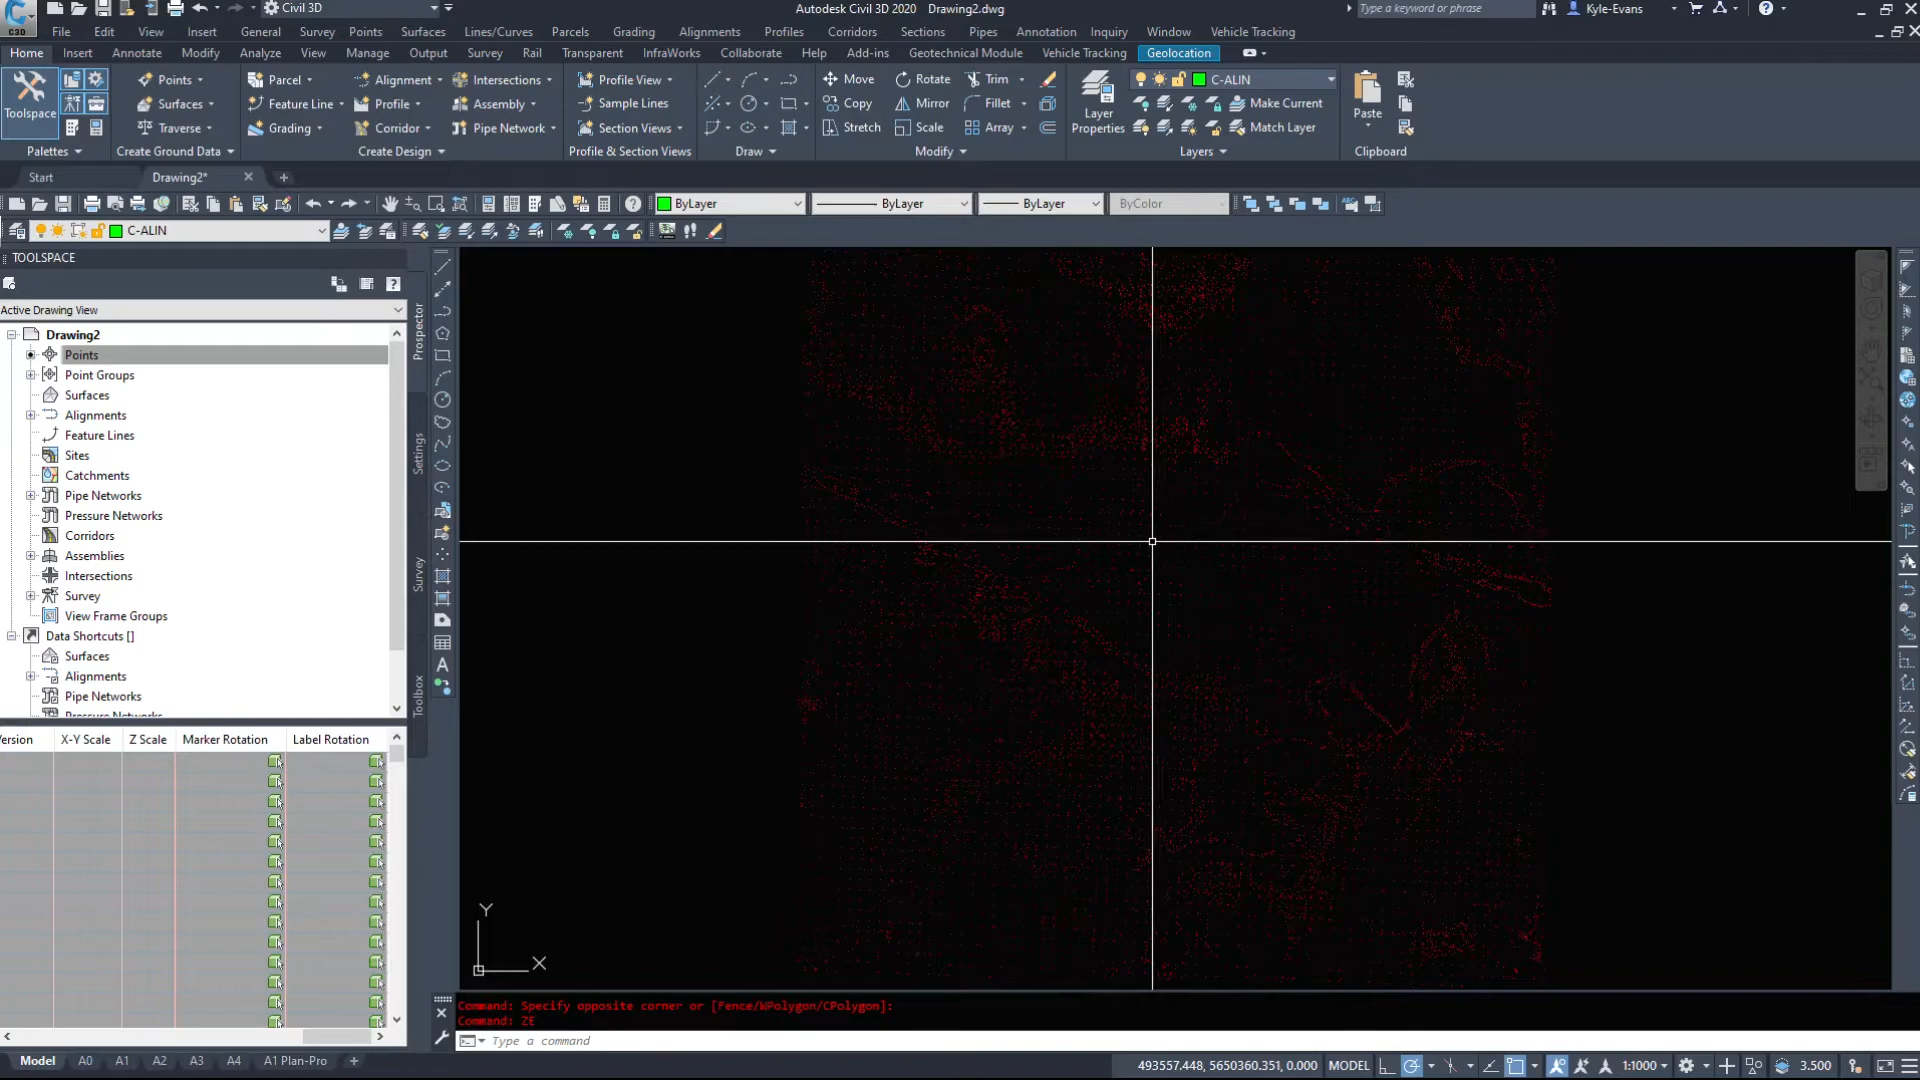 C3D
Civil 3D
Autodesk Civil 3D 2020 Drawing2.dwg
Type a keyword or phrase
Kyle-Evans
File Edit View Insert General Survey Points Surfaces Lines/Curves Parcels Grading Alignments Profiles Corridors Sections Pipes Annotation Inquiry Window Vehicle Tracking
Home Insert Annotate Modify Analyze View Manage Output Survey Rail Transparent InfraWorks Collaborate Help Add-ins Geotechnical Module Vehicle Tracking Geolocation
Points Parcel Alignment Intersections Profile View Move Rotate Trim C-ALIN
Toolspace Surfaces Feature Line Profile Assembly Sample Lines Copy Mirror Fillet Layer Properties Make Current Paste
Traverse Grading Corridor Pipe Network Section Views Stretch Scale Array Match Layer
Palettes Create Ground Data Create Design Profile & Section Views Draw Modify Layers Clipboard
Start Drawing2*
ByLayer ByLayer ByLayer ByColor
C-ALIN
TOOLSPACE
Active Drawing View
Drawing2
Points
Point Groups
Surfaces
Alignments
Feature Lines
Sites
Catchments
Pipe Networks
Pressure Networks
Corridors
Assemblies
Intersections
Survey
View Frame Groups
Data Shortcuts []
Surfaces
Alignments
Pipe Networks
Pressure Networks
Prospector
Settings
Survey
Toolbox
ersion X-Y Scale Z Scale Marker Rotation Label Rotation
Y
X
Command: Specify opposite corner or [Fence/WPolygon/CPolygon]:
Command: ZE
Type a command
Model A0 A1 A2 A3 A4 A1 Plan-Pro
493557.448, 5650360.351, 0.000 MODEL 1:1000 3.500